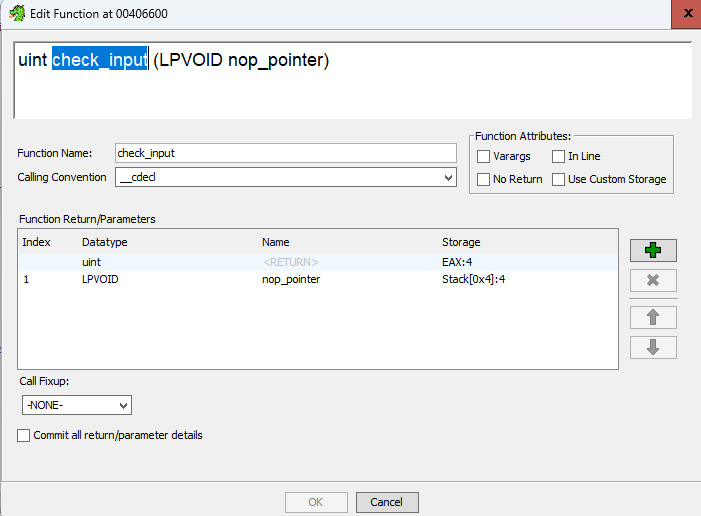 Edit Function at 00406600
X
uint check_input (LPVOID nop_pointer)
Function Name:
check_input
Calling Convention
__cdecl
Function Attributes:
Varargs
In Line
No Return
Use Custom Storage
Function Return/Parameters
Index Datatype Name Storage
uint <RETURN> EAX:4
1 LPVOID nop_pointer Stack[0x4]:4
Call Fixup:
-NONE-
Commit all return/parameter details
OK
Cancel